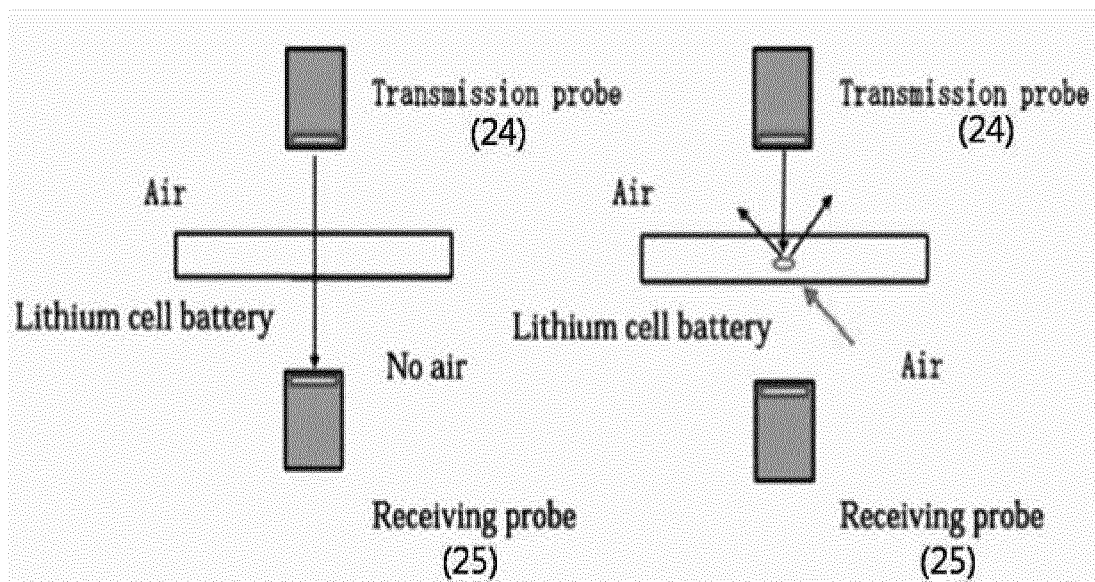 Transmission probe
(24)
Air
Lithium cell battery
No air
Receiving probe
(25)
Transmission probe
(24)
Air
Lithium cell battery
Air
Receiving probe
(25)